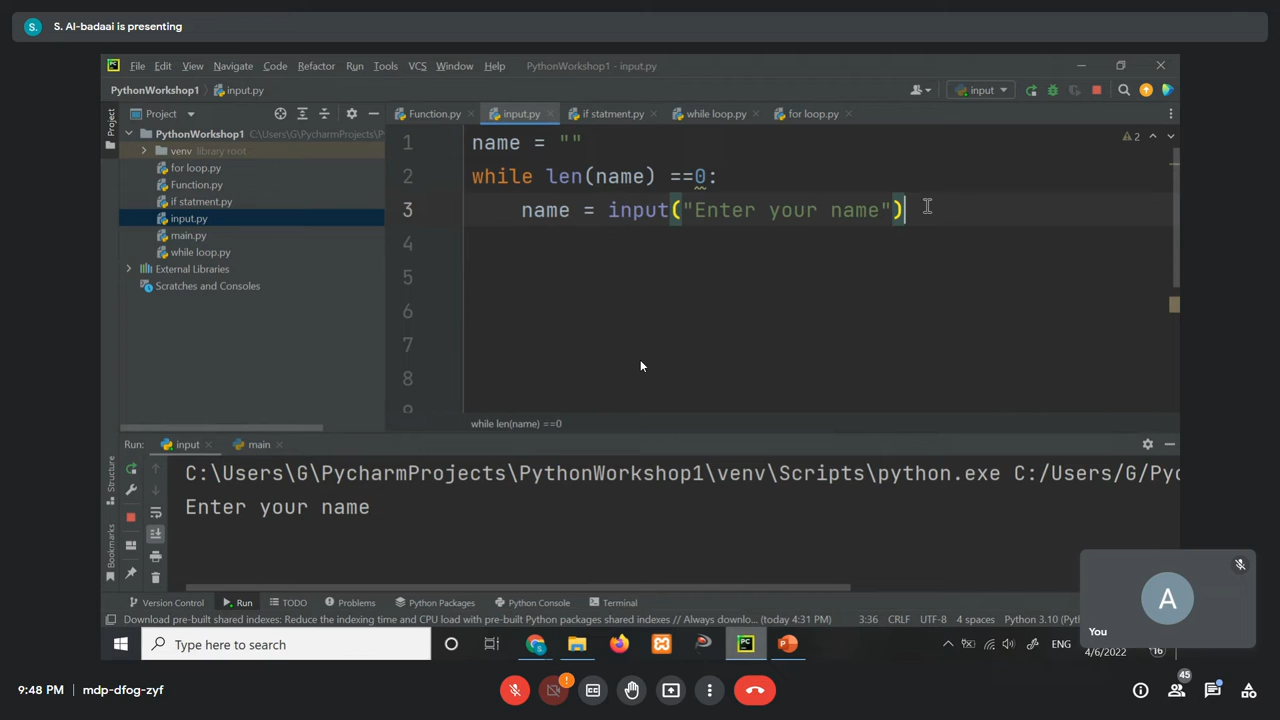 S. S. Al-badaai is presenting
PC File Edit View Navigate Code Refactor Run Tools VCS Window Help PythonWorkshop1 - input.py
PythonWorkshop1 input.py input
Project Function.py input.py if statment.py while loop.py for loop.py
Project
PythonWorkshop1 C:\Users\G\PycharmProjects\P
venv library root
for loop.py
Function.py
if statment.py
input.py
main.py
while loop.py
External Libraries
Scratches and Consoles
1 name = "" 2
2 while len(name) ==0:
3 name = input("Enter your name")
4
5
6
7
8
9
while len(name) ==0
Run: input main
C:\Users\G\PycharmProjects\PythonWorkshop1\venv\Scripts\python.exe C:/Users/G/Pyc
Enter your name
Structure
Bookmarks
A
You
Version Control Run TODO Problems Python Packages Python Console Terminal
Download pre-built shared indexes: Reduce the indexing time and CPU load with pre-built Python packages shared indexes // Always downlo... (today 4:31 PM) 3:36 CRLF UTF-8 4 spaces Python 3.10 (Pyth
Type here to search PC ENG
4/6/2022 16
9:48 PM mdp-dfog-zyf 45